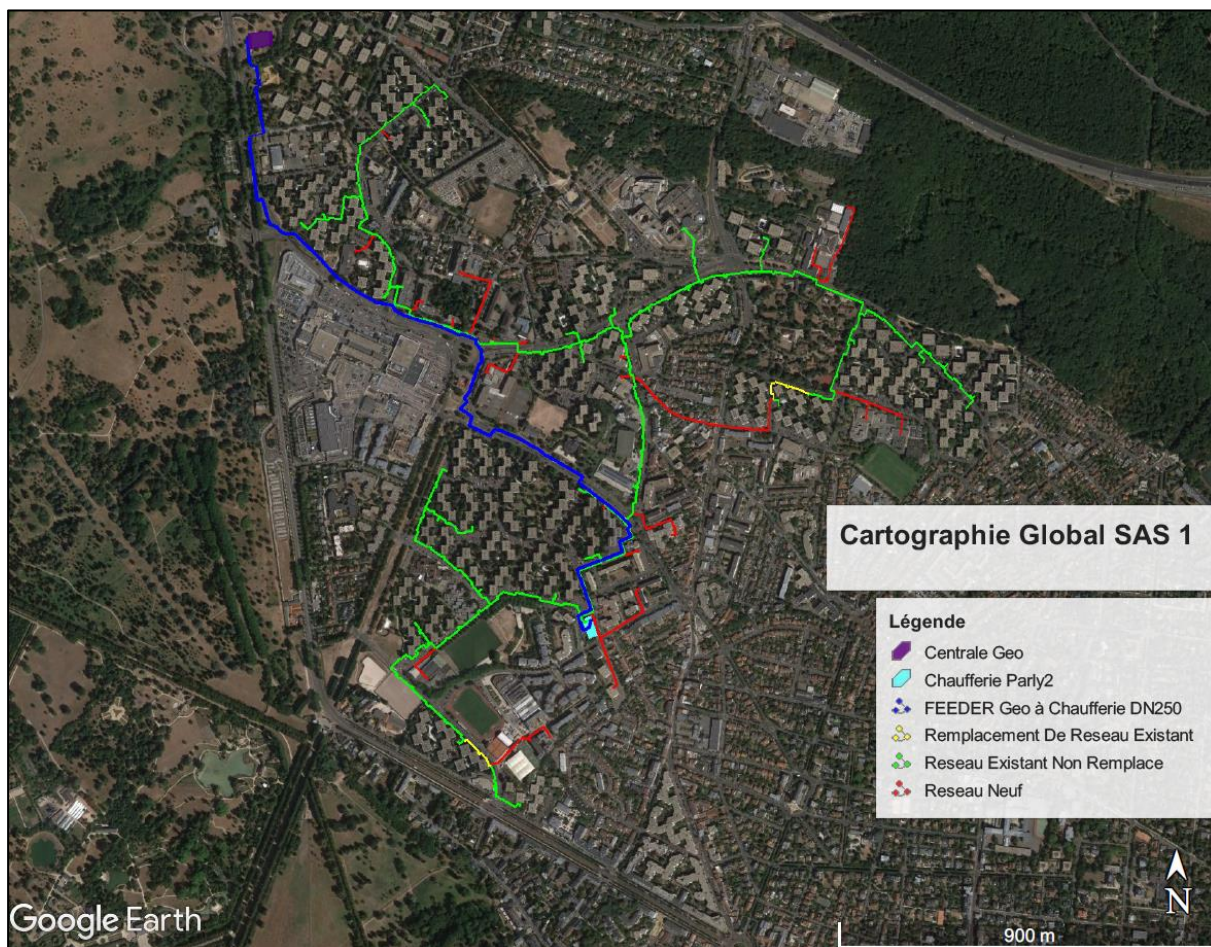 Cartographie Global SAS 1
Légende
Centrale Geo
Chaufferie Parly2
FEEDER Geo à Chaufferie DN250
Remplacement De Reseau Existant
Reseau Existant Non Remplace
Reseau Neuf
N
Google Earth
900 m